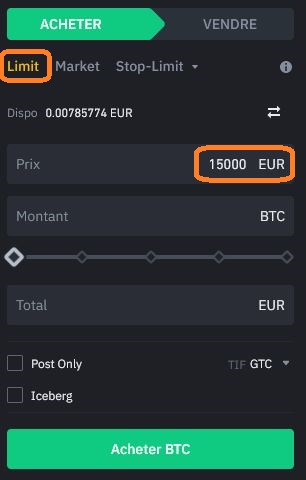 ACHETER VENDRE
Limit Market Stop-Limit
Dispo 0.00785774 EUR
Prix 15000 EUR
Montant BTC
Total EUR
Post Only TIF GTC
Iceberg
Acheter BTC